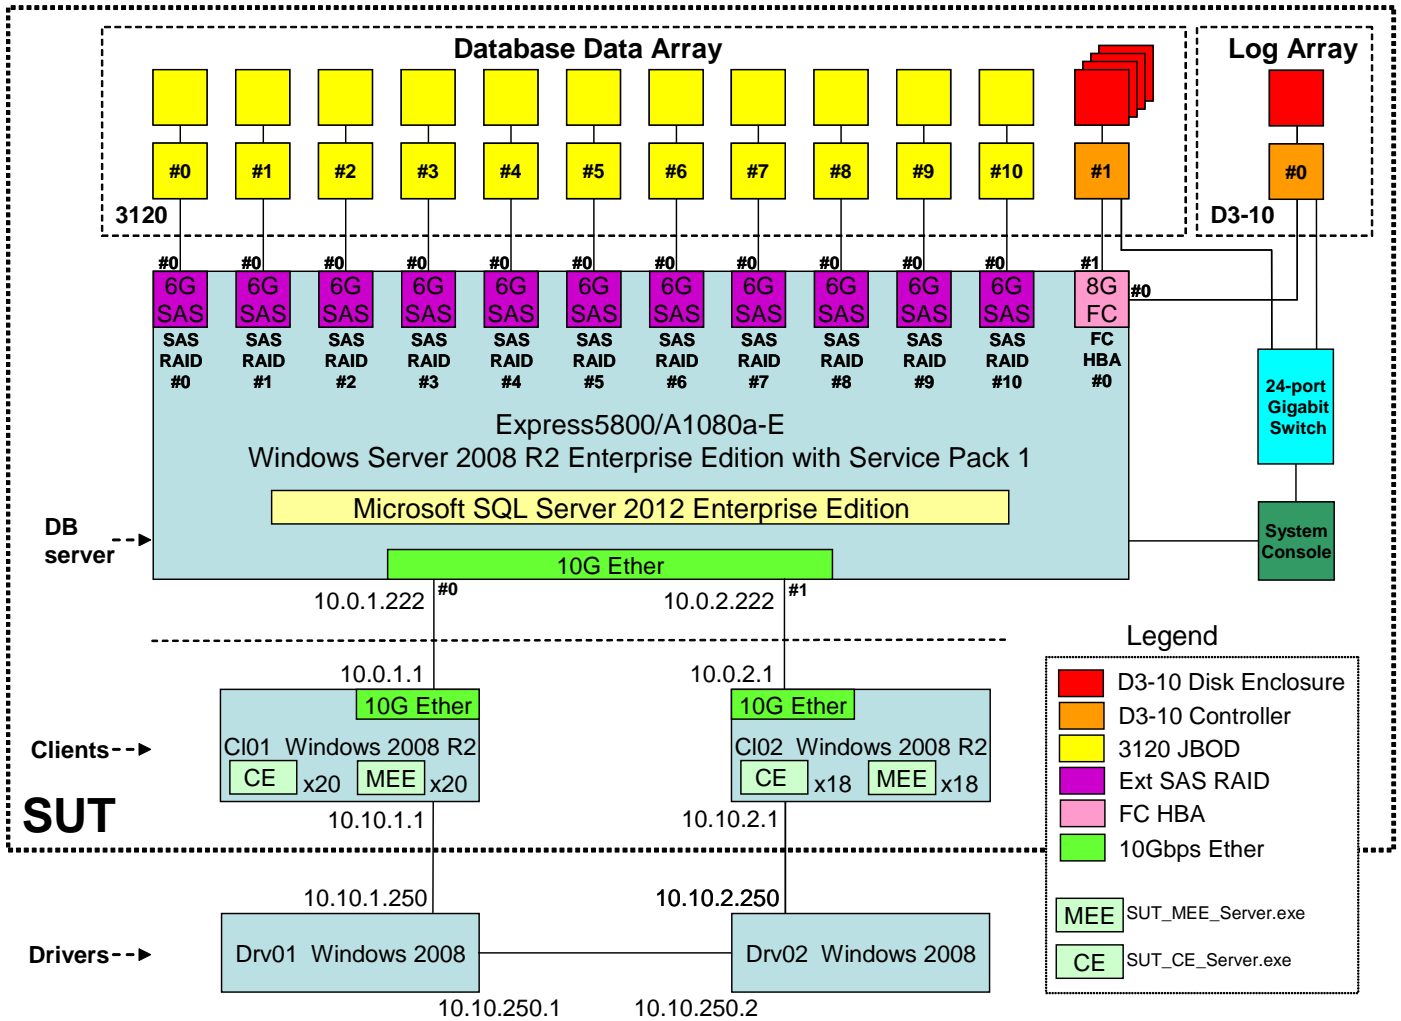 Database Data Array
Log Array
#0 #1 #2 #3 #4 #5 #6 #7 #8 #9 #10 #1 #0
3120
D3-10
#0 #0 #0 #0 #0 #0 #0 #0 #0 #0 #0 #1
6G 6G 6G 6G 6G 6G 6G 6G 6G 6G 6G 8G #0
SAS SAS SAS SAS SAS SAS SAS SAS SAS SAS SAS FC
SAS SAS SAS SAS SAS SAS SAS SAS SAS SAS SAS FC
RAID RAID RAID RAID RAID RAID RAID RAID RAID RAID RAID HBA
#0 #1 #2 #3 #4 #5 #6 #7 #8 #9 #10 #0
24-port
Gigabit
Switch
Express5800/A1080a-E
Windows Server 2008 R2 Enterprise Edition with Service Pack 1
Microsoft SQL Server 2012 Enterprise Edition
DB
server
System
Console
10G Ether
10.0.1.222 #0
10.0.2.222 #1
10.0.1.1
10.0.2.1
10G Ether
10G Ether
Clients
Cl01 Windows 2008 R2
CE x20 MEE x20
Cl02 Windows 2008 R2
CE x18 MEE x18
SUT
10.10.1.1
10.10.2.1
10.10.1.250
10.10.2.250
Drivers
Drv01 Windows 2008
Drv02 Windows 2008
10.10.250.1
10.10.250.2
Legend
D3-10 Disk Enclosure
D3-10 Controller
3120 JBOD
Ext SAS RAID
FC HBA
10Gbps Ether
MEE SUT_MEE_Server.exe
CE SUT_CE_Server.exe